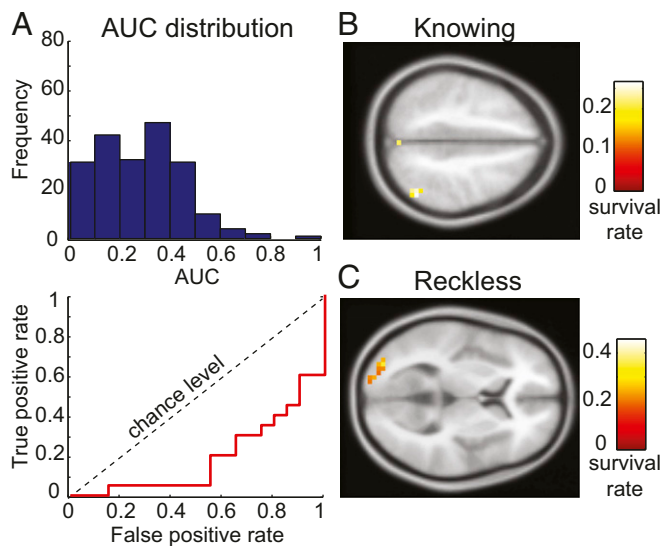 A
AUC distribution
80
60
40
20
0
Frequency
0
0.2
0.4
0.6
0.8
1
AUC
1
0.8
0.6
0.4
0.2
0
True positive rate
chance level
0
0.2
0.4
0.6
0.8
1
False positive rate
B
Knowing
0.2
0.1
0
survival
rate
C
Reckless
0.4
0.2
0
survival
rate